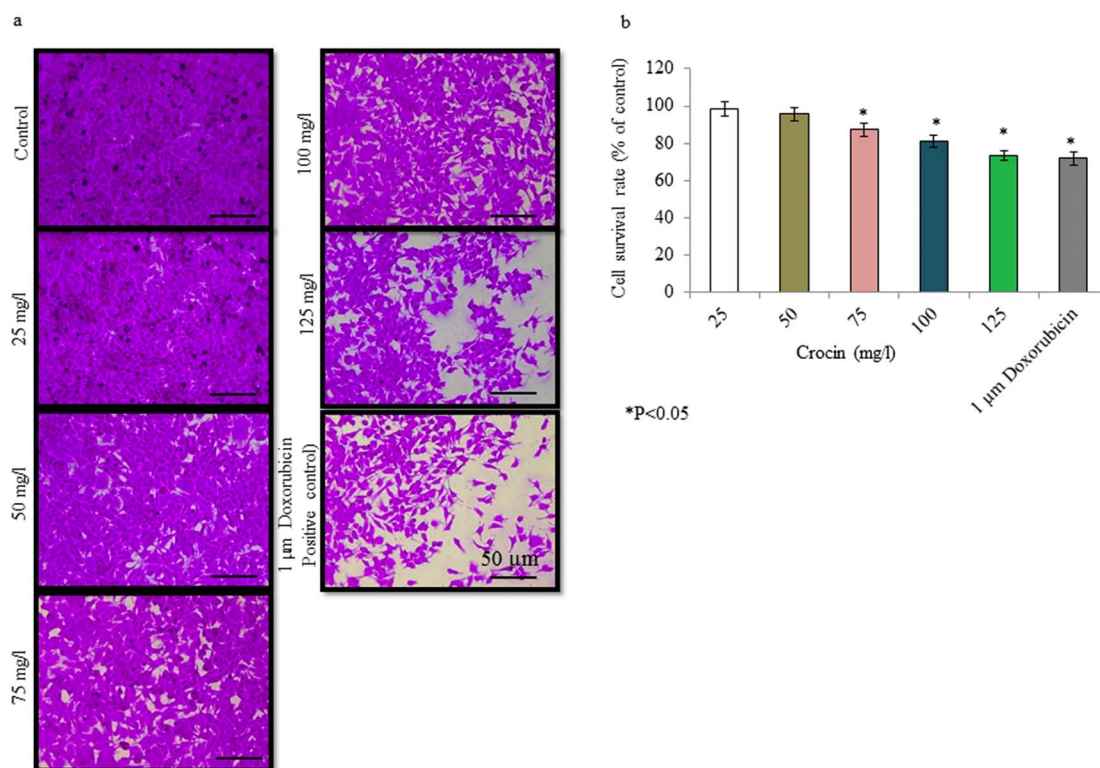 a
Control
25 mg/l
50 mg/l
75 mg/l
100 mg/l
125 mg/l
1 µm Doxorubicin
Positive control)
50 µm
b
Cell survival rate (% of control)
120
100
80
60
40
20
0
*
*
*
*
25
50
75
100
125
1 µm Doxorubicin
Crocin (mg/l)
*P<0.05